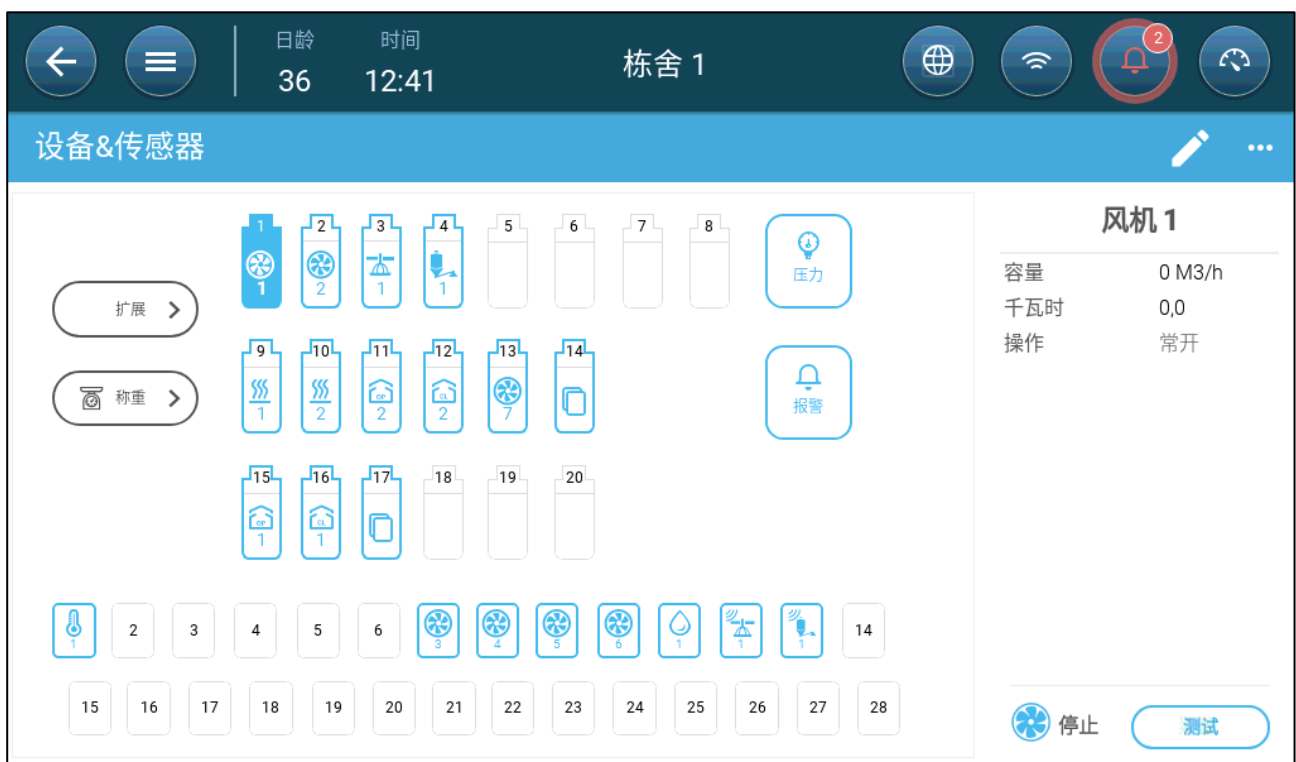 日龄 时间
36 12:41 栋舍 1 2
设备&传感器
1 2 3 4 5 6 7 8
1 2 1 1
压力
扩展
9 10 11 12 13 14
OP CL
1 2 2 2 7
称重
报警
15 16 17 18 19 20
OP CL
1 1
1 2 3 4 5 6 3 4 5 6 1 1 1 14
15 16 17 18 19 20 21 22 23 24 25 26 27 28
风机 1
容量 0 M3/h
千瓦时 0,0
操作 常开
停止 测试